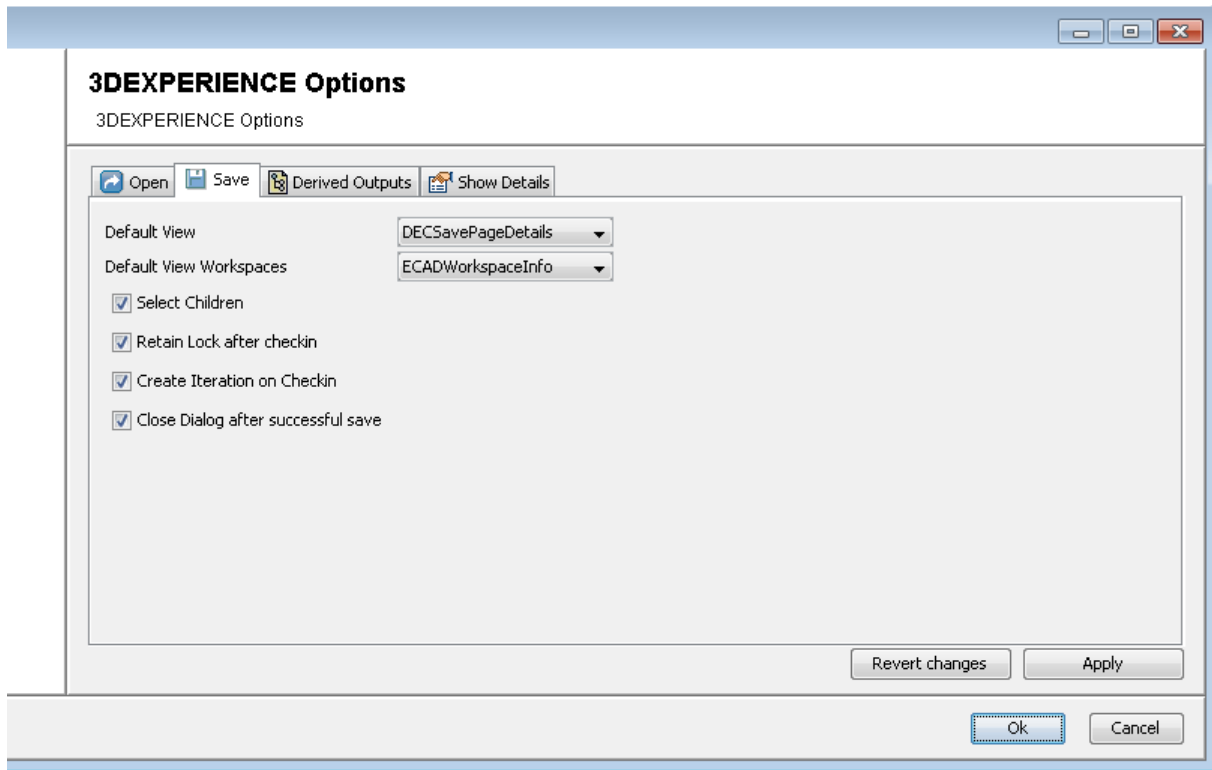 3DEXPERIENCE Options
3DEXPERIENCE Options
Open Save Derived Outputs Show Details
Default View DECSavePageDetails
Default View Workspaces ECADWorkspaceInfo
Select Children
Retain Lock after checkin
Create Iteration on Checkin
Close Dialog after successful save
Revert changes Apply
Ok Cancel